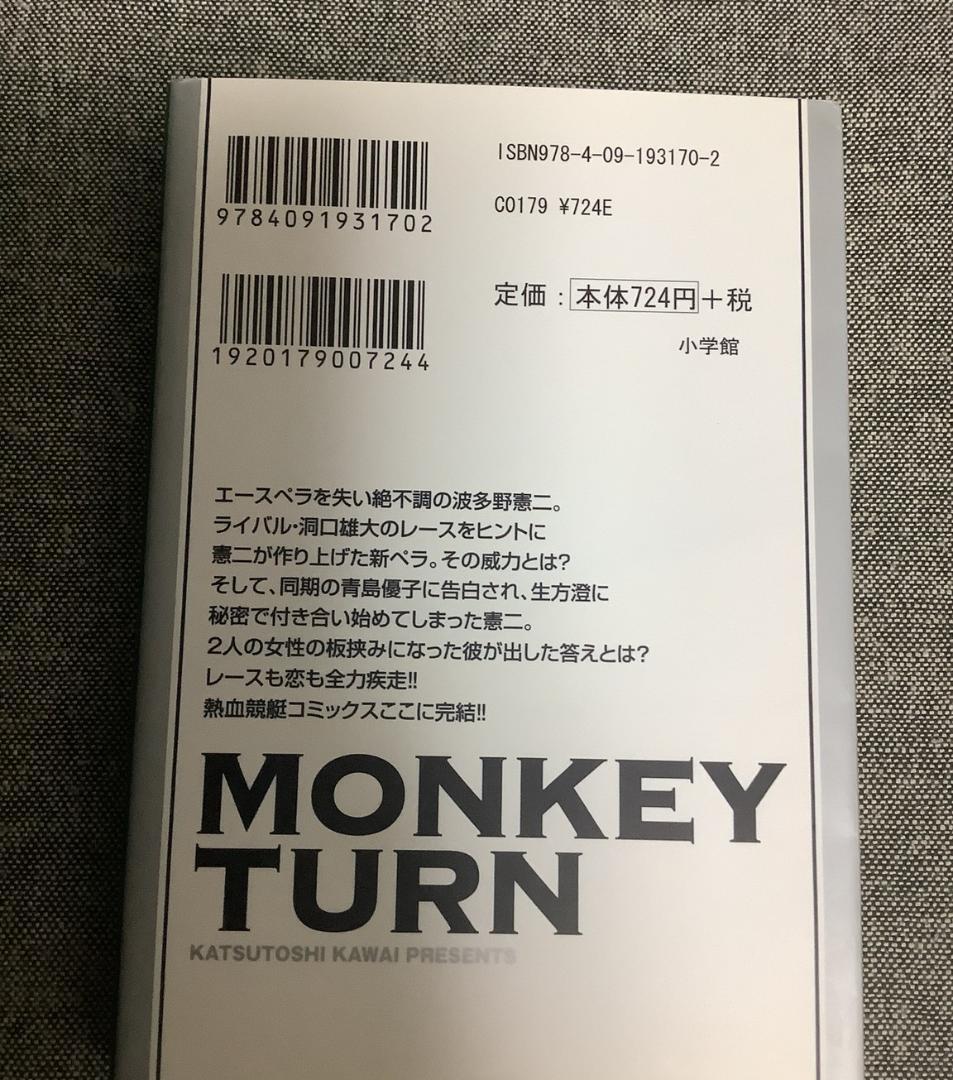 9784091931702
ISBN978-4-09-193170-2
C0179 ¥724E
1920179007244
定価：本体724円＋税
小学館
エースペラを失い絶不調の波多野憲二。
ライバル・洞口雄大のレースをヒントに
憲二が作り上げた新ペラ。その威力とは?
そして、同期の青島優子に告白され、生方澄に
秘密で付き合い始めてしまった憲二。
2人の女性の板挟みになった彼が出した答えとは?
レースも恋も全力疾走!!
熱血競艇コミックスここに完結!!
MONKEY
TURN
KATSUTOSHI KAWAI PRESENTS